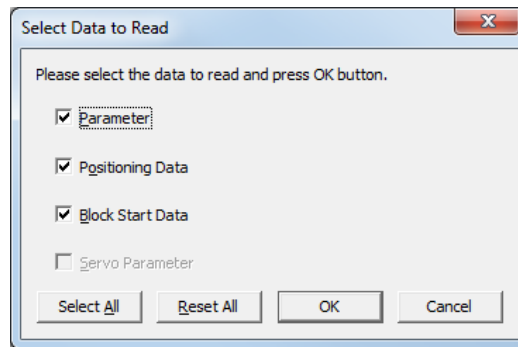 Select Data to Read
Please select the data to read and press OK button.
Parameter
Positioning Data
Block Start Data
Servo Parameter
Select All Reset All OK Cancel